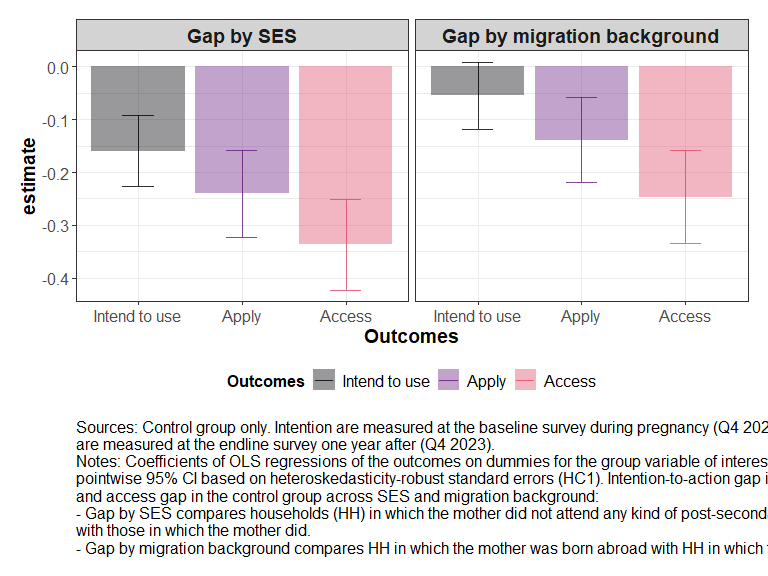 Gap by SES
Gap by migration background
estimate
0.0
-0.1
-0.2
-0.3
-0.4
Intend to use Apply Access
Intend to use Apply Access
Outcomes
Outcomes Intend to use Apply Access
Sources: Control group only. Intention are measured at the baseline survey during pregnancy (Q4
are measured at the endline survey one year after (Q4 2023).
Notes: Coefficients of OLS regressions of the outcomes on dummies for the group variable of
pointwise 95% CI based on heteroskedasticity-robust standard errors (HC1). Intention-to-action gap
and access gap in the control group across SES and migration background:
- Gap by SES compares households (HH) in which the mother did not attend any kind of
with those in which the mother did.
- Gap by migration background compares HH in which the mother was born abroad with HH in which